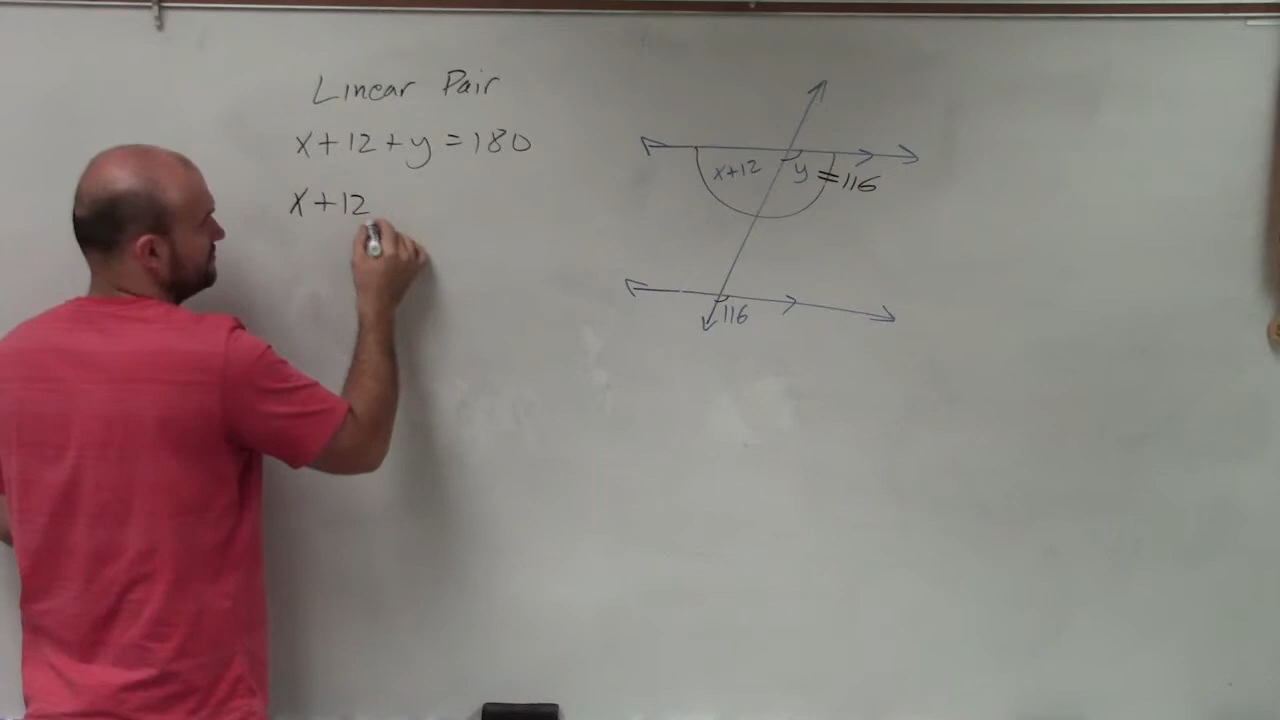 Linear Pair
x+12+y=180
x+12
x+12 y =116
116